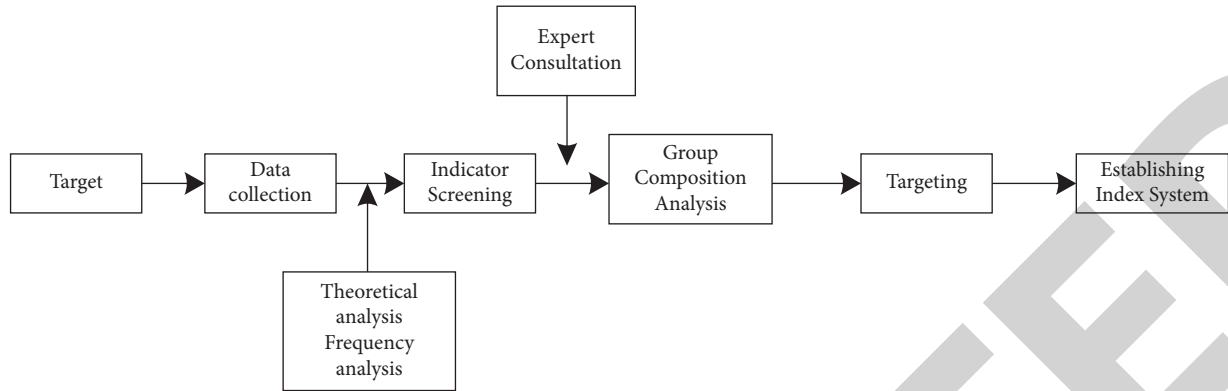 Expert
Consultation
Target
Data
collection
Indicator
Screening
Group
Composition
Analysis
Targeting
Establishing
Index System
Theoretical
analysis
Frequency
analysis